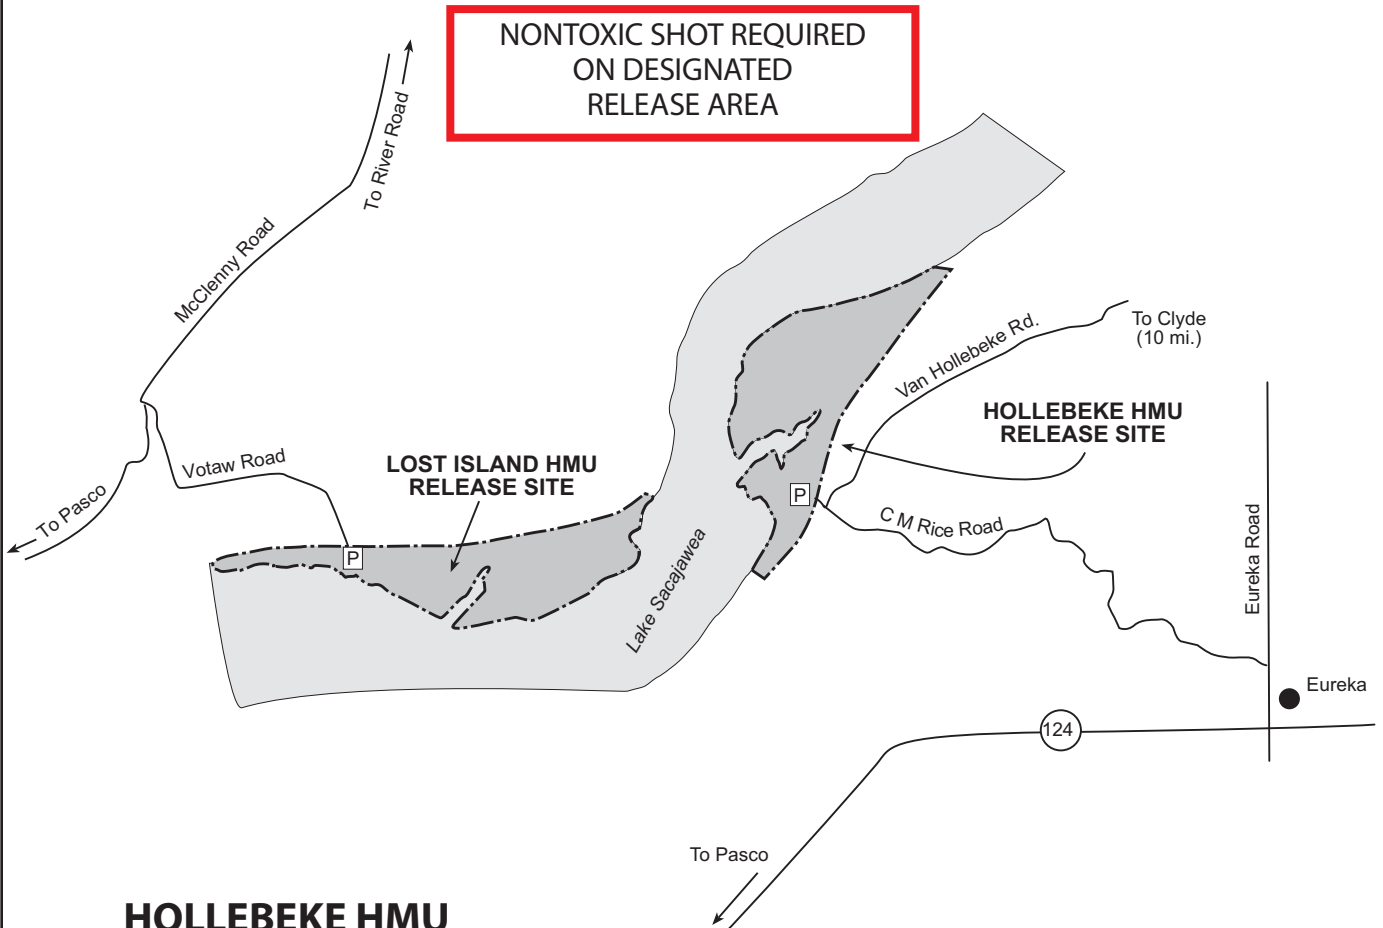 NONTOXIC SHOT REQUIRED
ON DESIGNATED
RELEASE AREA
To River Road
McClenny Road
To Clyde
(10 mi.)
Van Hollebeke Rd.
HOLLEBEKE HMU
RELEASE SITE
Votaw Road
LOST ISLAND HMU
RELEASE SITE
To Pasco
P
P
C M Rice Road
Eureka Road
Lake Sacajawea
Eureka
124
To Pasco
HOLLEBEKE HMU